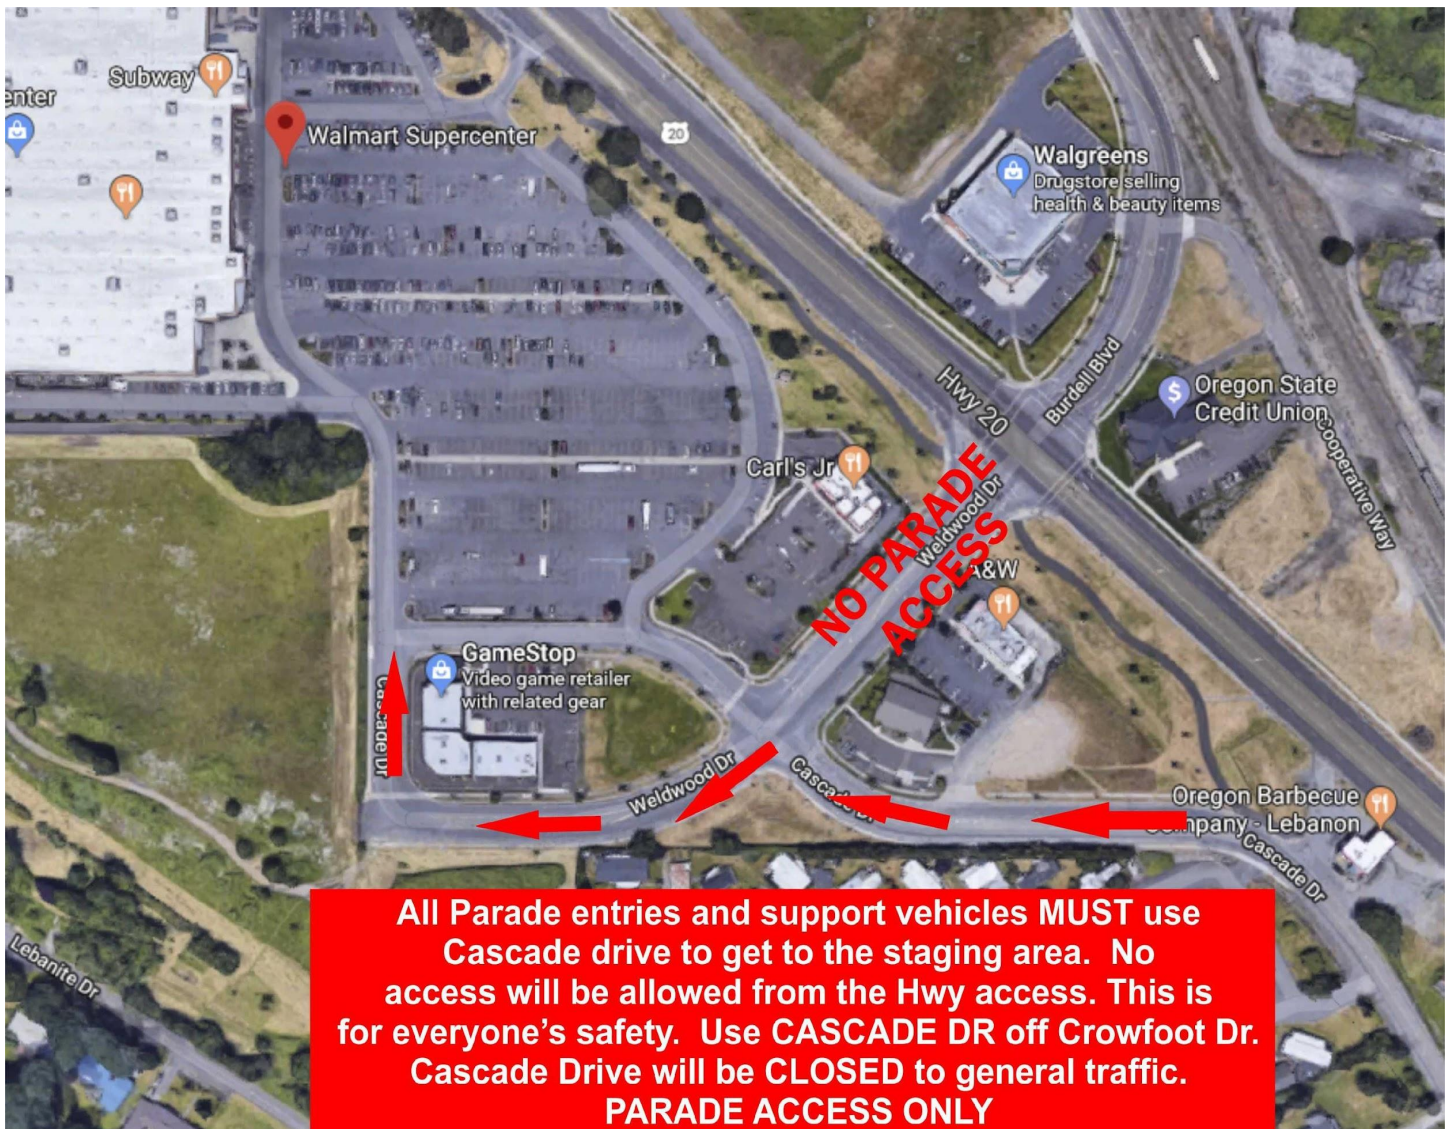 Subway
enter
Walmart Supercenter
20
Walgreens
Drugstore selling
health & beauty items
Hwy 20
Burdell Blvd
Oregon State
Credit Union
Cooperative Way
Carl's Jr
NO PARADE
ACCESS
Weldwood Dr
A&W
GameStop
Video game retailer
with related gear
Cascade Dr
Weldwood Dr
Cascade Dr
Oregon Barbecue
Company - Lebanon
Cascade Dr
Lebanite Dr
All Parade entries and support vehicles MUST use
Cascade drive to get to the staging area. No
access will be allowed from the Hwy access. This is
for everyone's safety. Use CASCADE DR off Crowfoot Dr.
Cascade Drive will be CLOSED to general traffic.
PARADE ACCESS ONLY